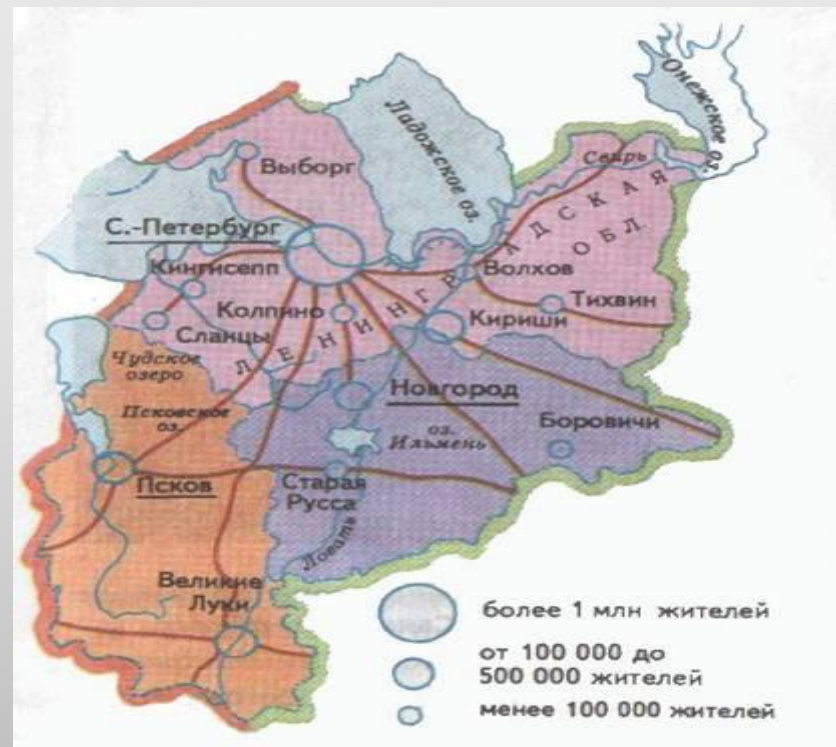 Онежское оз.
Ладожское оз.
Свирь
Выборг
С.-Петербург
ЛЕНИНГРАДСКАЯ ОБЛ.
Кингисепп
Волхов
Колпино
Тихвин
Сланцы
Кириши
Чудское
озеро
Новгород
Псковское
оз.
оз.
Ильмень
Боровичи
Псков
Старая
Русса
Ловать
Великие
Луки
более 1 млн жителей
от 100 000 до
500 000 жителей
менее 100 000 жителей